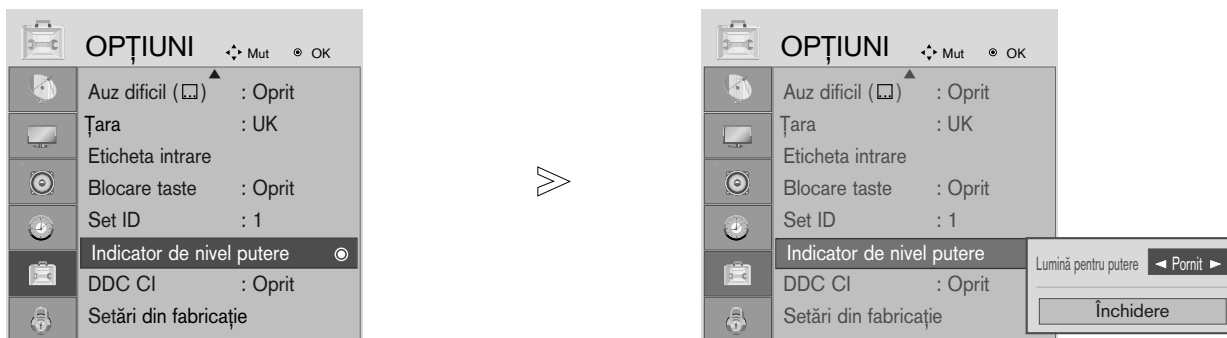 OPȚIUNI Mut OK
Auz dificil ( ) : Oprit
Țara : UK
Eticheta intrare
Blocare taste : Oprit
Set ID : 1
Indicator de nivel putere
DDC CI : Oprit
Setări din fabricație
OPȚIUNI Mut OK
Auz dificil ( ) : Oprit
Țara : UK
Eticheta intrare
Blocare taste : Oprit
Set ID : 1
Indicator de nivel putere
DDC CI : Oprit
Setări din fabricație
Lumină pentru putere ◄ Pornit ►
Închidere